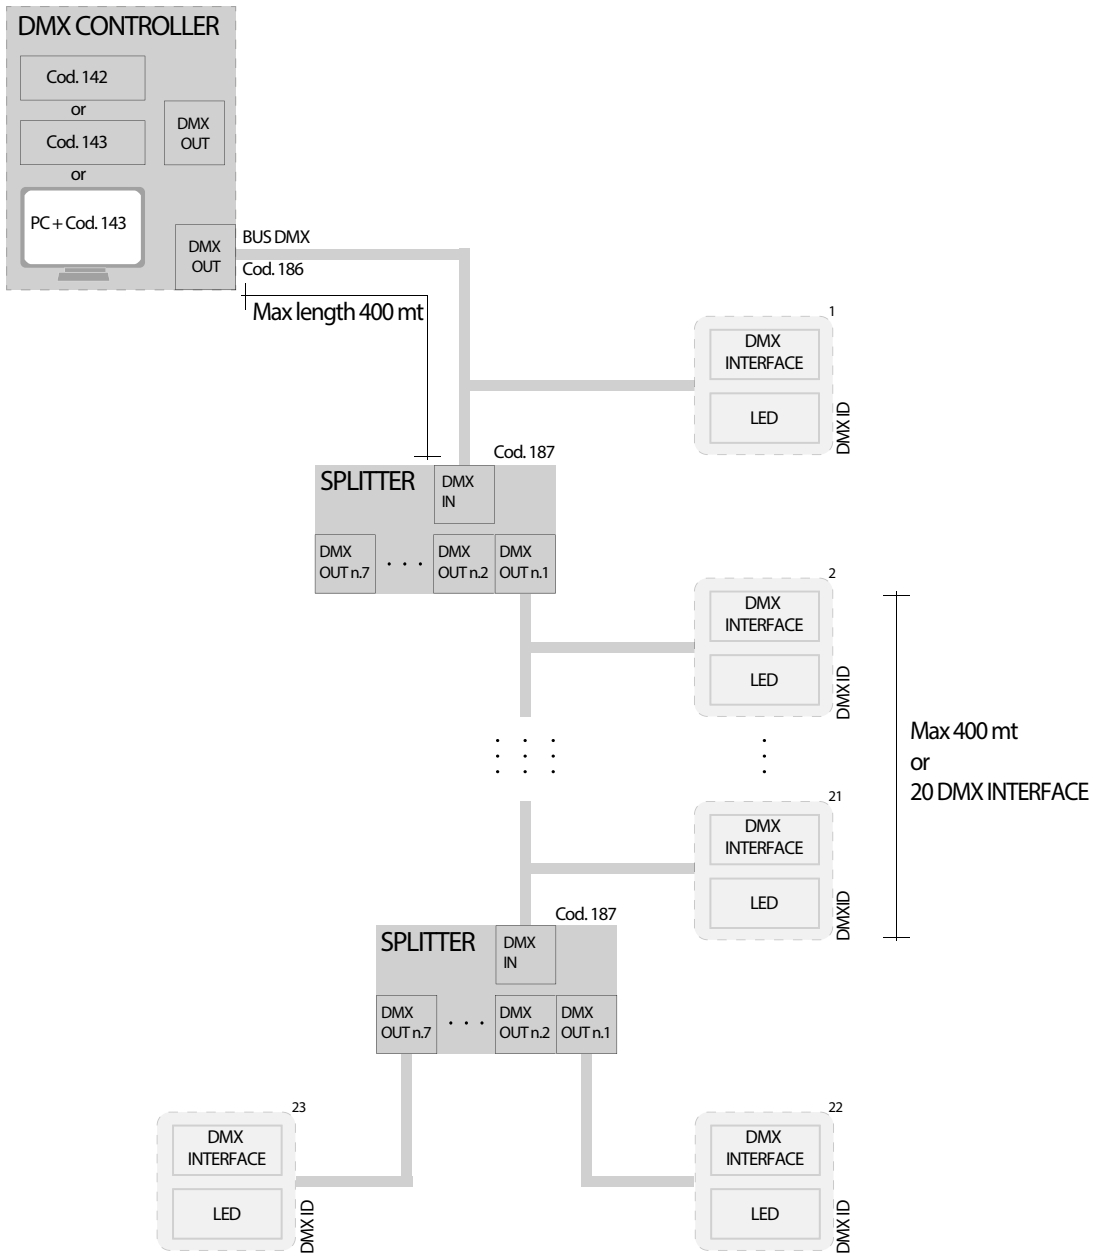 DMX CONTROLLER
Cod. 142
or
Cod. 143
or
PC + Cod. 143
DMX
OUT
DMX
OUT
BUS DMX
Cod. 186
Max length 400 mt
1
DMX
INTERFACE
LED
DMX ID
Cod. 187
SPLITTER
DMX
IN
DMX
OUT n.7
. . .
DMX
OUT n.2
DMX
OUT n.1
2
DMX
INTERFACE
LED
DMX ID
Max 400 mt
or
20 DMX INTERFACE
21
DMX
INTERFACE
LED
DMXID
Cod. 187
SPLITTER
DMX
IN
DMX
OUT n.7
. . .
DMX
OUT n.2
DMX
OUT n.1
23
DMX
INTERFACE
LED
DMX ID
22
DMX
INTERFACE
LED
DMX ID